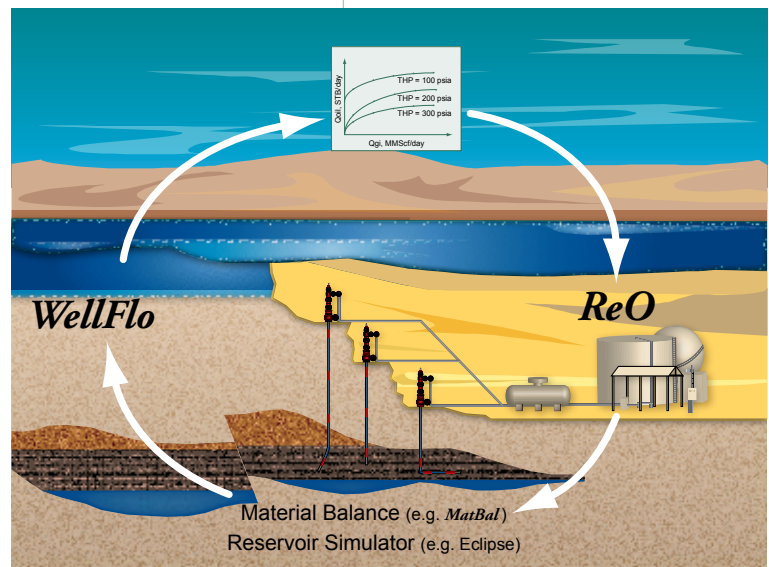 Qoil, STB/day
THP = 100 psia
THP = 200 psia
THP = 300 psia
Qgi, MMScf/day
WellFlo
ReO
Material Balance (e.g. MatBal)
Reservoir Simulator (e.g. Eclipse)